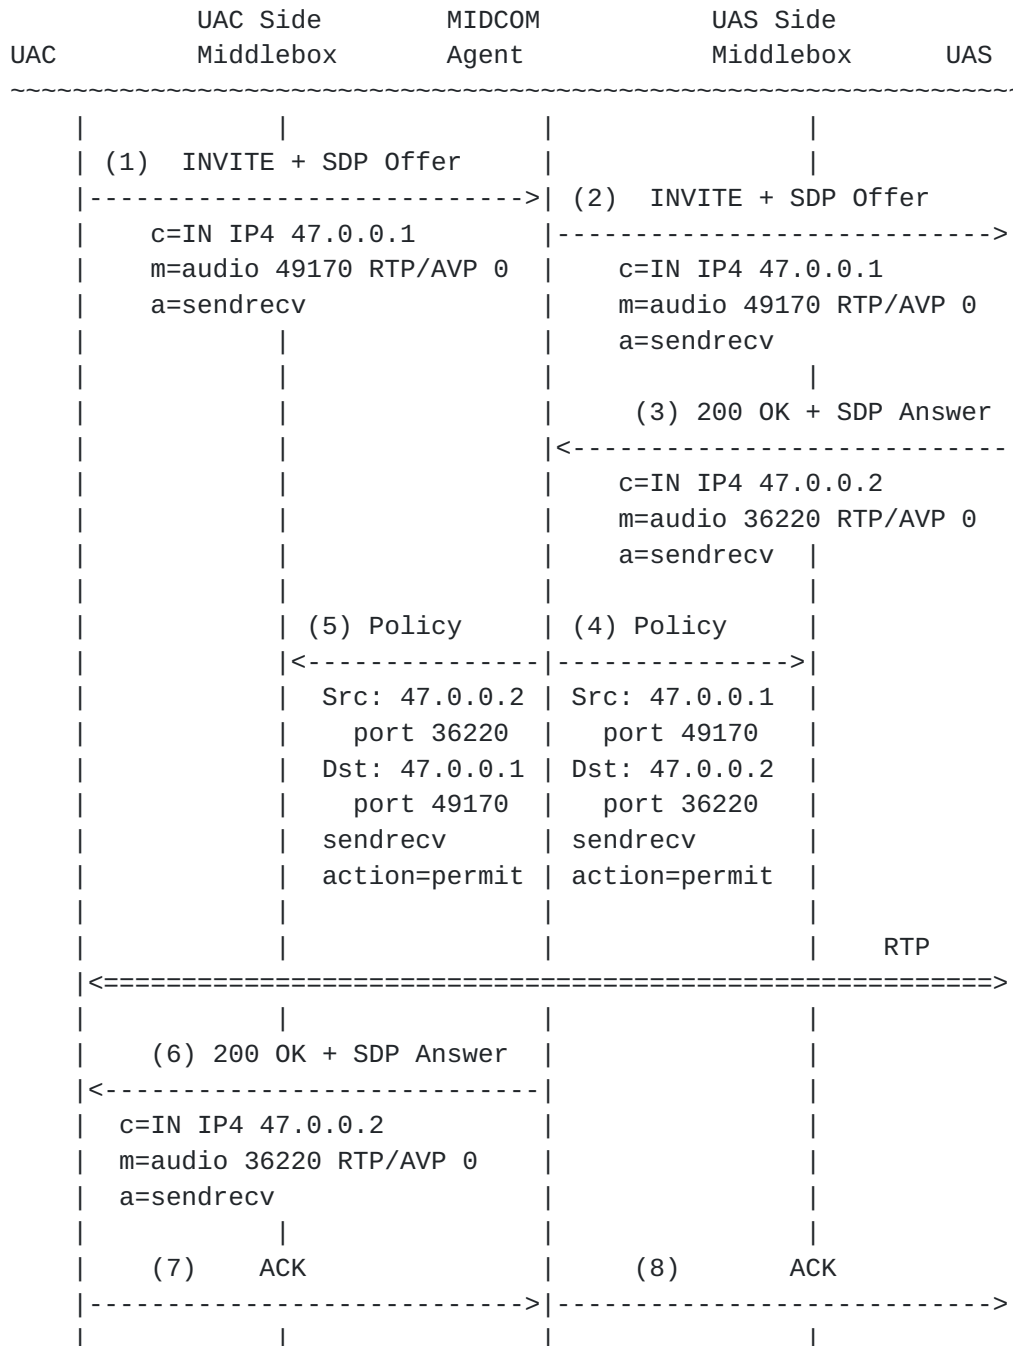 UAC Side        MIDCOM           UAS Side
UAC         Middlebox       Agent            Middlebox      UAS
~~~~~~~~~~~~~~~~~~~~~~~~~~~~~~~~~~~~~~~~~~~~~~~~~~~~~~~~~~~~~~~~~
    |            |                |                |
    | (1)  INVITE + SDP Offer     |                |
    |---------------------------->| (2)  INVITE + SDP Offer
    |    c=IN IP4 47.0.0.1        |---------------------------->
    |    m=audio 49170 RTP/AVP 0  |    c=IN IP4 47.0.0.1
    |    a=sendrecv               |    m=audio 49170 RTP/AVP 0
    |            |                |    a=sendrecv
    |            |                |                |
    |            |                |     (3) 200 OK + SDP Answer
    |            |                |<----------------------------
    |            |                |    c=IN IP4 47.0.0.2
    |            |                |    m=audio 36220 RTP/AVP 0
    |            |                |    a=sendrecv  |
    |            |                |                |
    |            | (5) Policy     | (4) Policy     |
    |            |<---------------|--------------->|
    |            |  Src: 47.0.0.2 | Src: 47.0.0.1  |
    |            |    port 36220  |   port 49170   |
    |            |  Dst: 47.0.0.1 | Dst: 47.0.0.2  |
    |            |    port 49170  |   port 36220   |
    |            |  sendrecv      | sendrecv       |
    |            |  action=permit | action=permit  |
    |            |                |                |
    |            |                |                |    RTP
    |<=========================================================>
    |            |                |                |
    |    (6) 200 OK + SDP Answer  |                |
    |<----------------------------|                |
    |  c=IN IP4 47.0.0.2          |                |
    |  m=audio 36220 RTP/AVP 0    |                |
    |  a=sendrecv                 |                |
    |            |                |                |
    |    (7)    ACK               |     (8)       ACK
    |---------------------------->|---------------------------->
    |            |                |                |